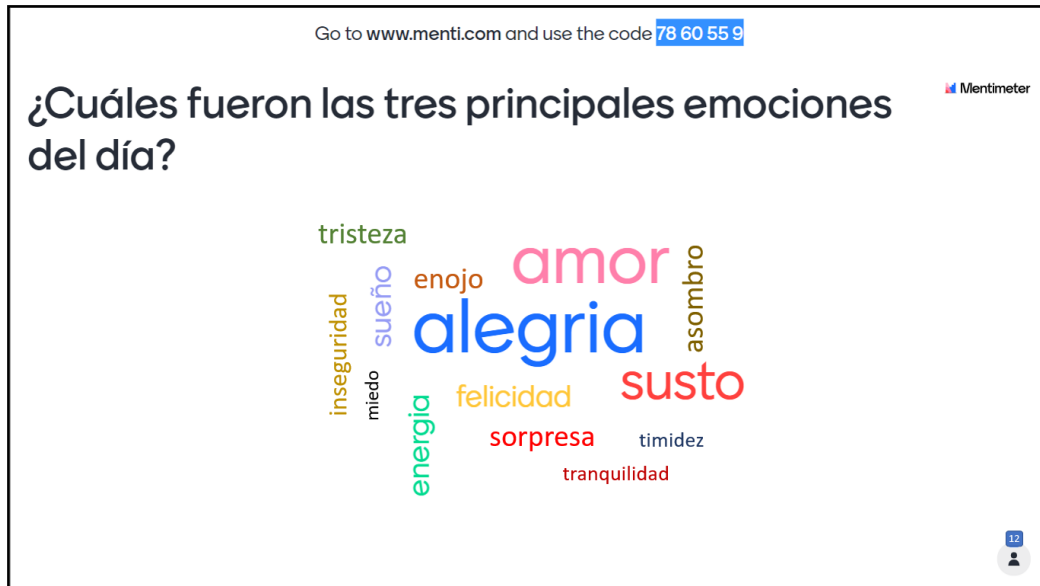 Go to www.menti.com and use the code 78 60 55 9
Mentimeter
¿Cuáles fueron las tres principales emociones
del día?
tristeza
amor
asombro
sueño
enojo
inseguridad
alegria
miedo
susto
felicidad
energia
sorpresa
timidez
tranquilidad
12